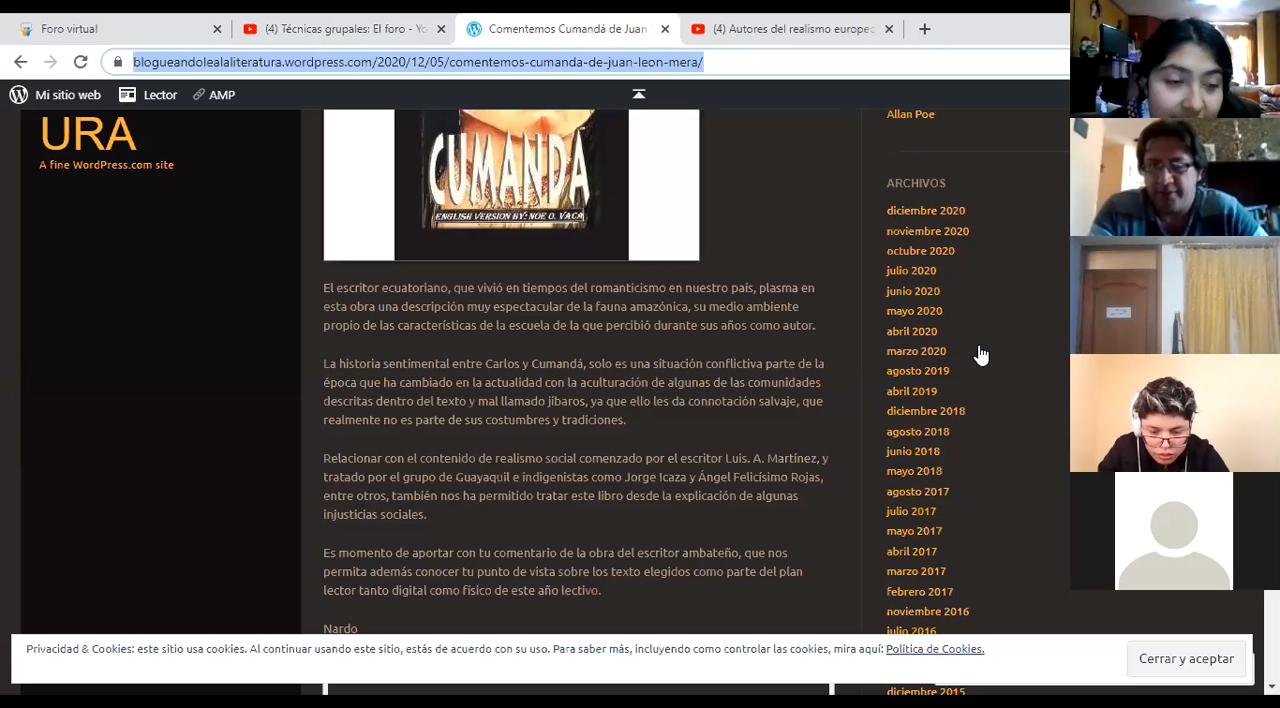 Foro virtual
(4) Técnicas grupales: El foro - Yo
Comentemos Cumandá de Juan
(4) Autores del realismo europeo
blogueandolealaliteratura.wordpress.com/2020/12/05/comentemos-cumanda-de-juan-leon-mera/
Mi sitio web
Lector
AMP
URA
A fine WordPress.com site
CUMANDA
ENGLISH VERSION BY: NOE O. VACA
El escritor ecuatoriano, que vivió en tiempos del romanticismo en nuestro país, plasma en
esta obra una descripción muy espectacular de la fauna amazónica, su medio ambiente
propio de las características de la escuela de la que percibió durante sus años como autor.
La historia sentimental entre Carlos y Cumandá, solo es una situación conflictiva parte de la
época que ha cambiado en la actualidad con la aculturación de algunas de las comunidades
descritas dentro del texto y mal llamado jíbaros, ya que ello les da connotación salvaje, que
realmente no es parte de sus costumbres y tradiciones.
Relacionar con el contenido de realismo social comenzado por el escritor Luis. A. Martínez, y
tratado por el grupo de Guayaquil e indigenistas como Jorge Icaza y Ángel Felicísimo Rojas,
entre otros, también nos ha permitido tratar este libro desde la explicación de algunas
injusticias sociales.
Es momento de aportar con tu comentario de la obra del escritor ambateño, que nos
permita además conocer tu punto de vista sobre los texto elegidos como parte del plan
lector tanto digital como físico de este año lectivo.
Nardo
Allan Poe
ARCHIVOS
diciembre 2020
noviembre 2020
octubre 2020
julio 2020
junio 2020
mayo 2020
abril 2020
marzo 2020
agosto 2019
abril 2019
diciembre 2018
agosto 2018
junio 2018
mayo 2018
agosto 2017
julio 2017
mayo 2017
abril 2017
marzo 2017
febrero 2017
noviembre 2016
julio 2016
diciembre 2015
Privacidad & Cookies: este sitio usa cookies. Al continuar usando este sitio, estás de acuerdo con su uso. Para saber más, incluyendo como controlar las cookies, mira aquí: Política de Cookies.
Cerrar y aceptar